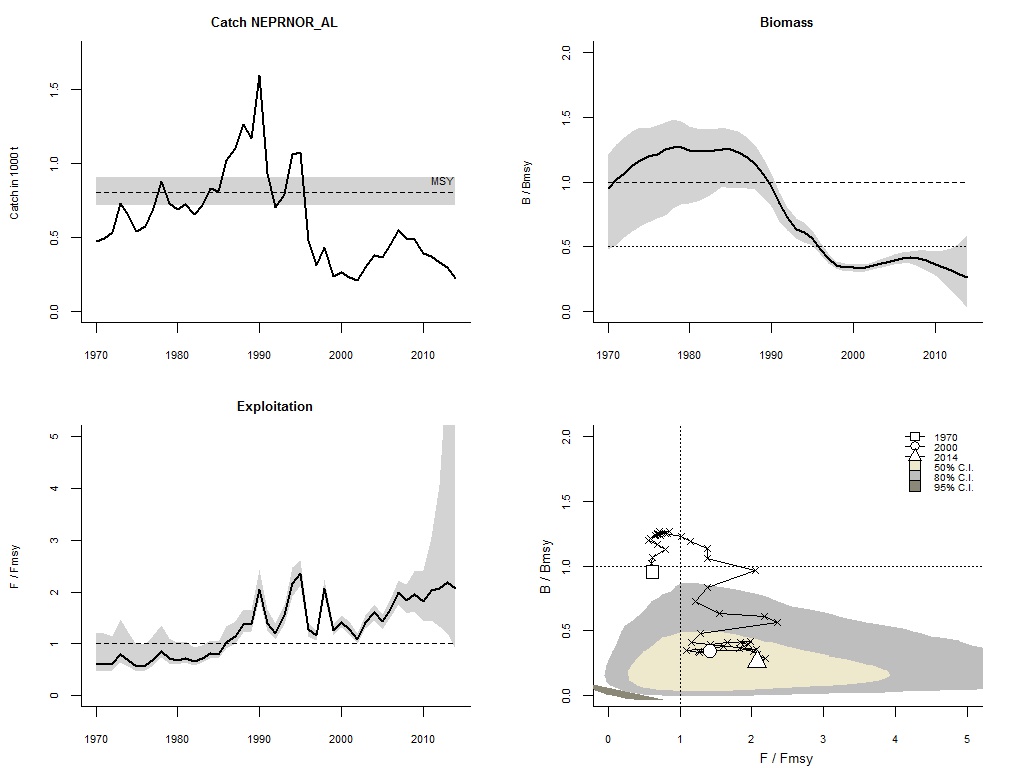 Catch NEPRNOR_AL
Catch in 1000 t
0.0 0.5 1.0 1.5
MSY
1970 1980 1990 2000 2010
Biomass
B / Bmsy
0.0 0.5 1.0 1.5 2.0
1970 1980 1990 2000 2010
Exploitation
F / Fmsy
0 1 2 3 4 5
1970 1980 1990 2000 2010
B / Bmsy
0.0 0.5 1.0 1.5 2.0
1970
2000
2014
50% C.I.
80% C.I.
95% C.I.
0 1 2 3 4 5
F / Fmsy